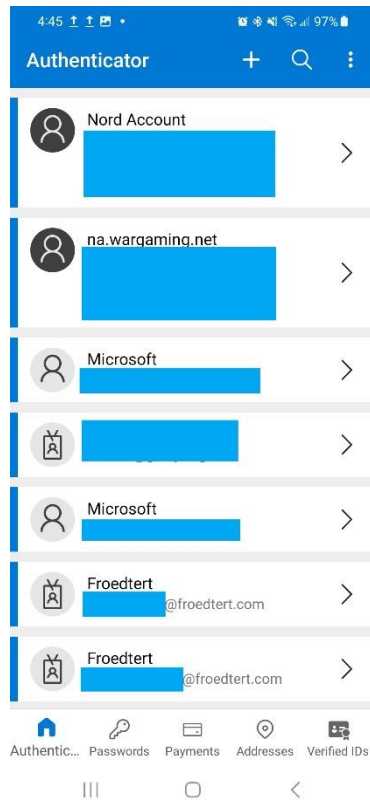 4:45 97%
Authenticator
Nord Account
na.wargaming.net
Microsoft
Microsoft
Froedtert
@froedtert.com
Froedtert
@froedtert.com
Authentic... Passwords Payments Addresses Verified IDs